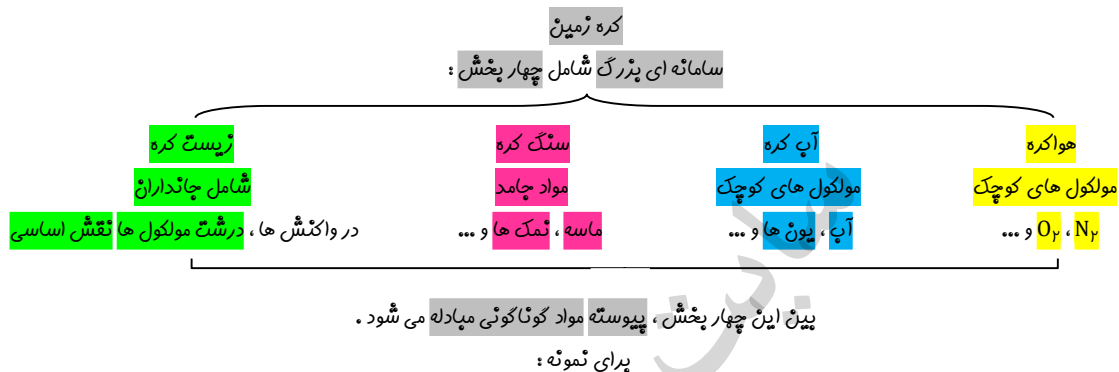 کره زمین
سامانه ای بزرگ شامل چهار بخش :
هواکره
آب کره
سنگ کره
زیست کره
مولکول های کوچک
مولکول های کوچک
مواد جامد
شامل جانداران
N₂ ، O₂ و ...
آب ، یون ها و ...
ماسه ، نمک ها و ...
در واکنش ها ، درشت مولکول ها نقش اساسی
بین این چهار بخش ، پیوسته مواد گوناگونی مبادله می شود .
برای نمونه :